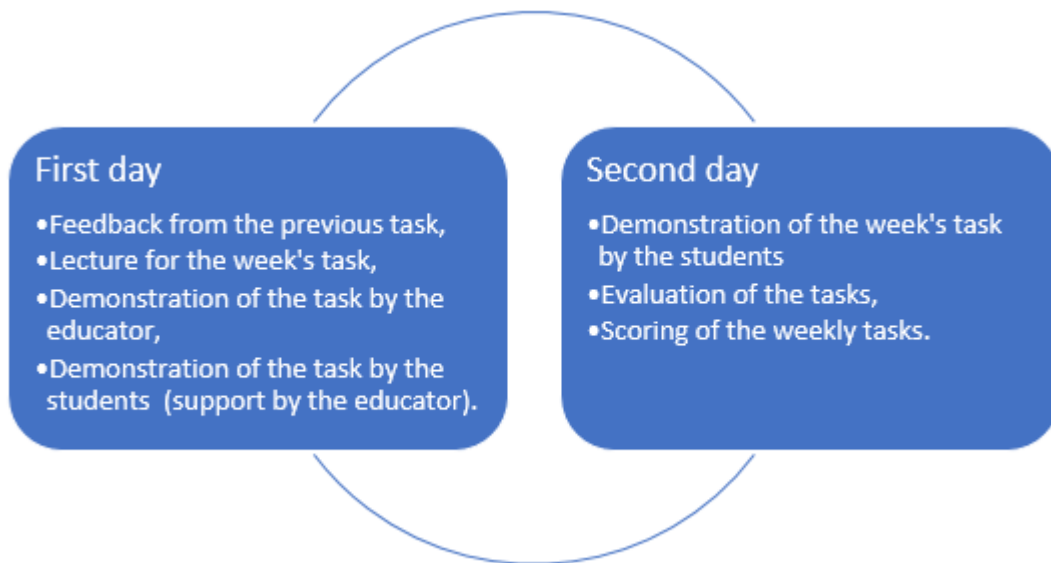 First day
•Feedback from the previous task,
•Lecture for the week's task,
•Demonstration of the task by the
educator,
•Demonstration of the task by the
students  (support by the educator).
Second day
•Demonstration of the week's task
by the students
•Evaluation of the tasks,
•Scoring of the weekly tasks.